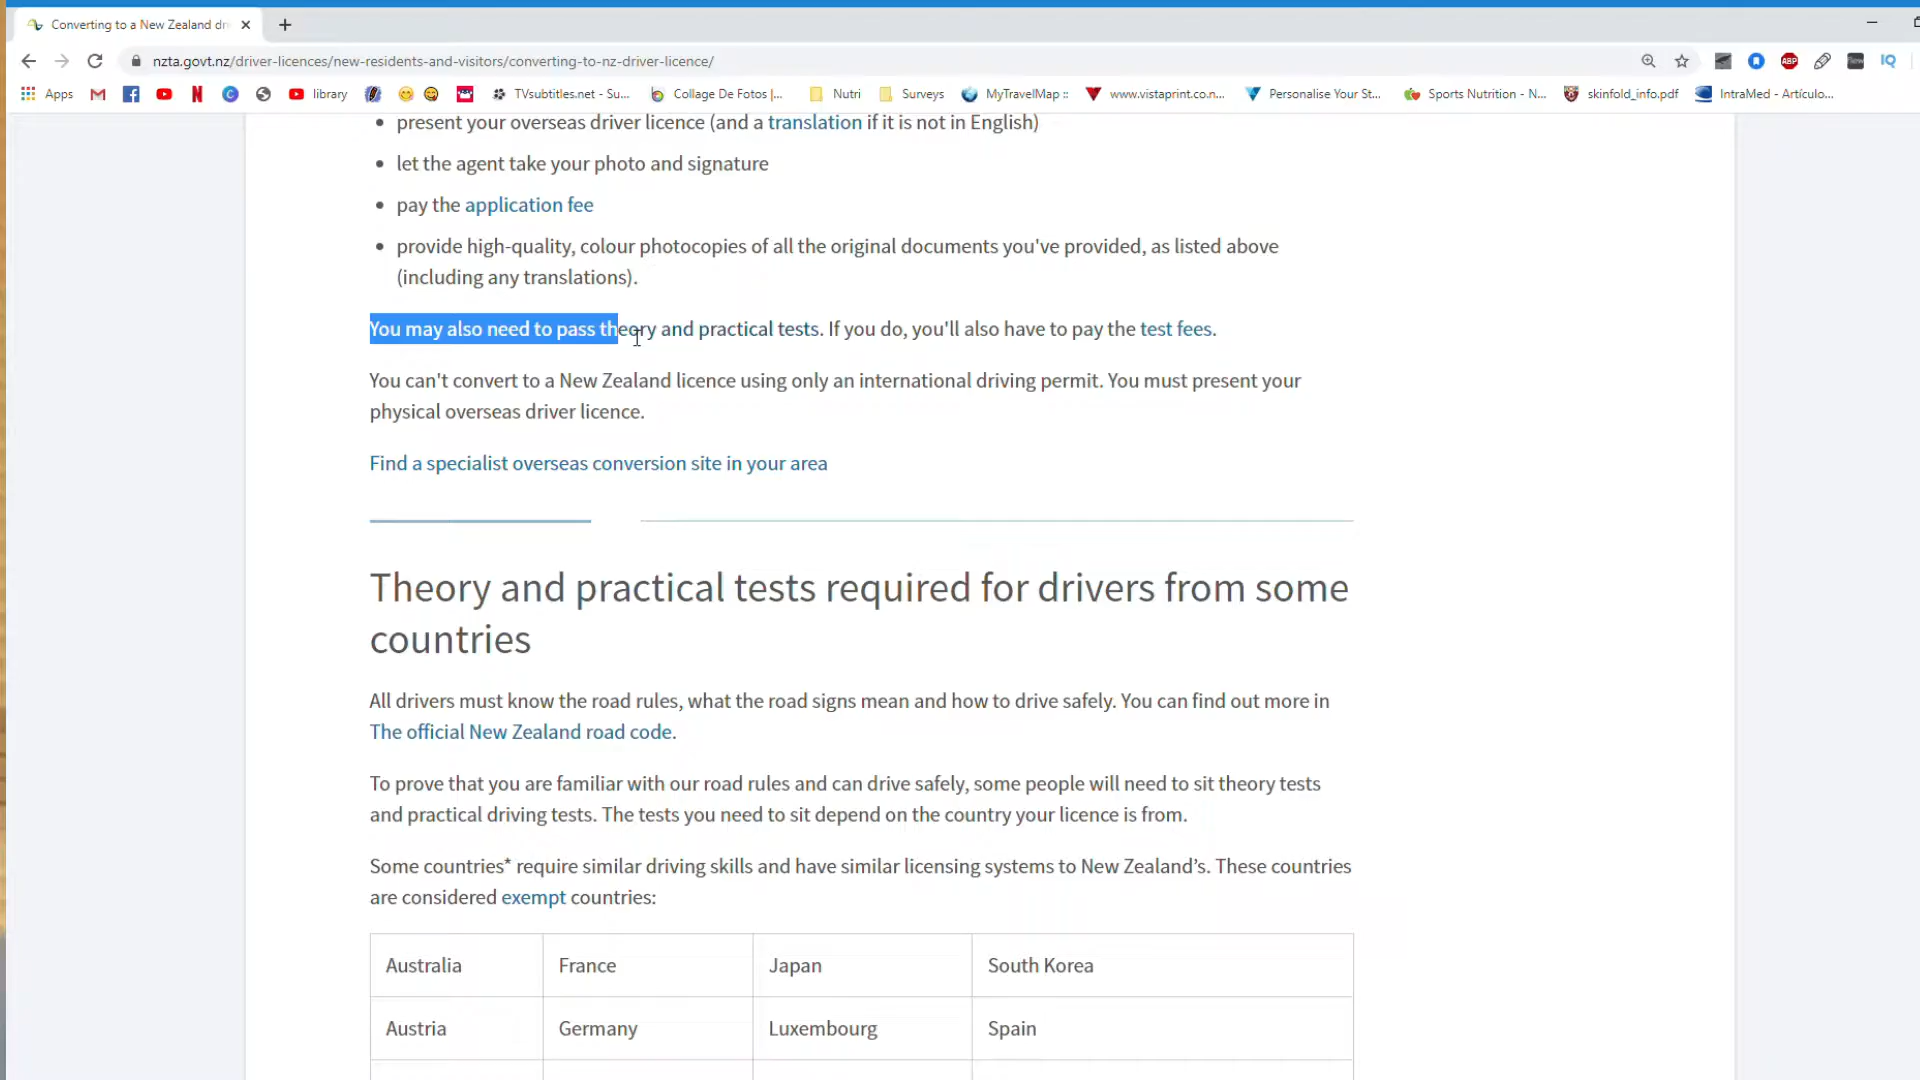 Converting to a New Zealand dr
nzta.govt.nz/driver-licences/new-residents-and-visitors/converting-to-nz-driver-licence/
ABP
new
IQ
Apps
library
TVsubtitles.net - Su...
Collage De Fotos |...
Nutri
Surveys
MyTravelMap ::
www.vistaprint.co.n...
Personalise Your St...
Sports Nutrition - N...
skinfold_info.pdf
IntraMed - Artículo...
• present your overseas driver licence (and a translation if it is not in English)
• let the agent take your photo and signature
• pay the application fee
• provide high-quality, colour photocopies of all the original documents you've provided, as listed above
(including any translations).
You may also need to pass theory and practical tests. If you do, you'll also have to pay the test fees.
You can't convert to a New Zealand licence using only an international driving permit. You must present your
physical overseas driver licence.
Find a specialist overseas conversion site in your area
Theory and practical tests required for drivers from some
countries
All drivers must know the road rules, what the road signs mean and how to drive safely. You can find out more in
The official New Zealand road code.
To prove that you are familiar with our road rules and can drive safely, some people will need to sit theory tests
and practical driving tests. The tests you need to sit depend on the country your licence is from.
Some countries* require similar driving skills and have similar licensing systems to New Zealand’s. These countries
are considered exempt countries:
Australia France Japan South Korea
Austria Germany Luxembourg Spain